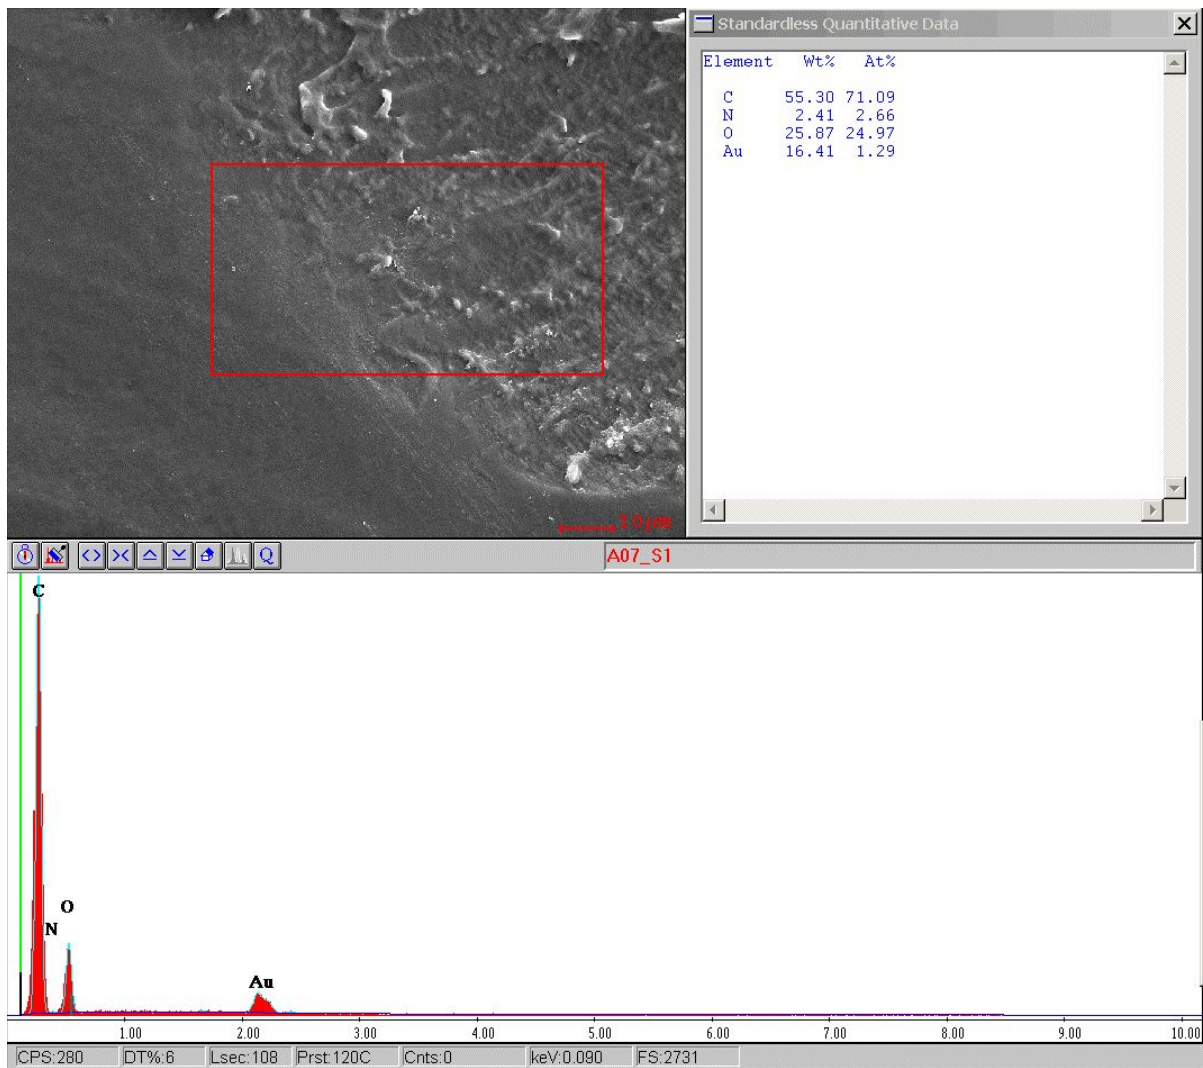 Standardless Quantitative Data
Element Wt% At%
C 55.30 71.09
N 2.41 2.66
O 25.87 24.97
Au 16.41 1.29
Q
A07_S1
C
O
N
Au
1.00 2.00 3.00 4.00 5.00 6.00 7.00 8.00 9.00 10.00
CPS:280 DT%:6 Lsec:108 Prst:120C Cnts:0 keV:0.090 FS:2731